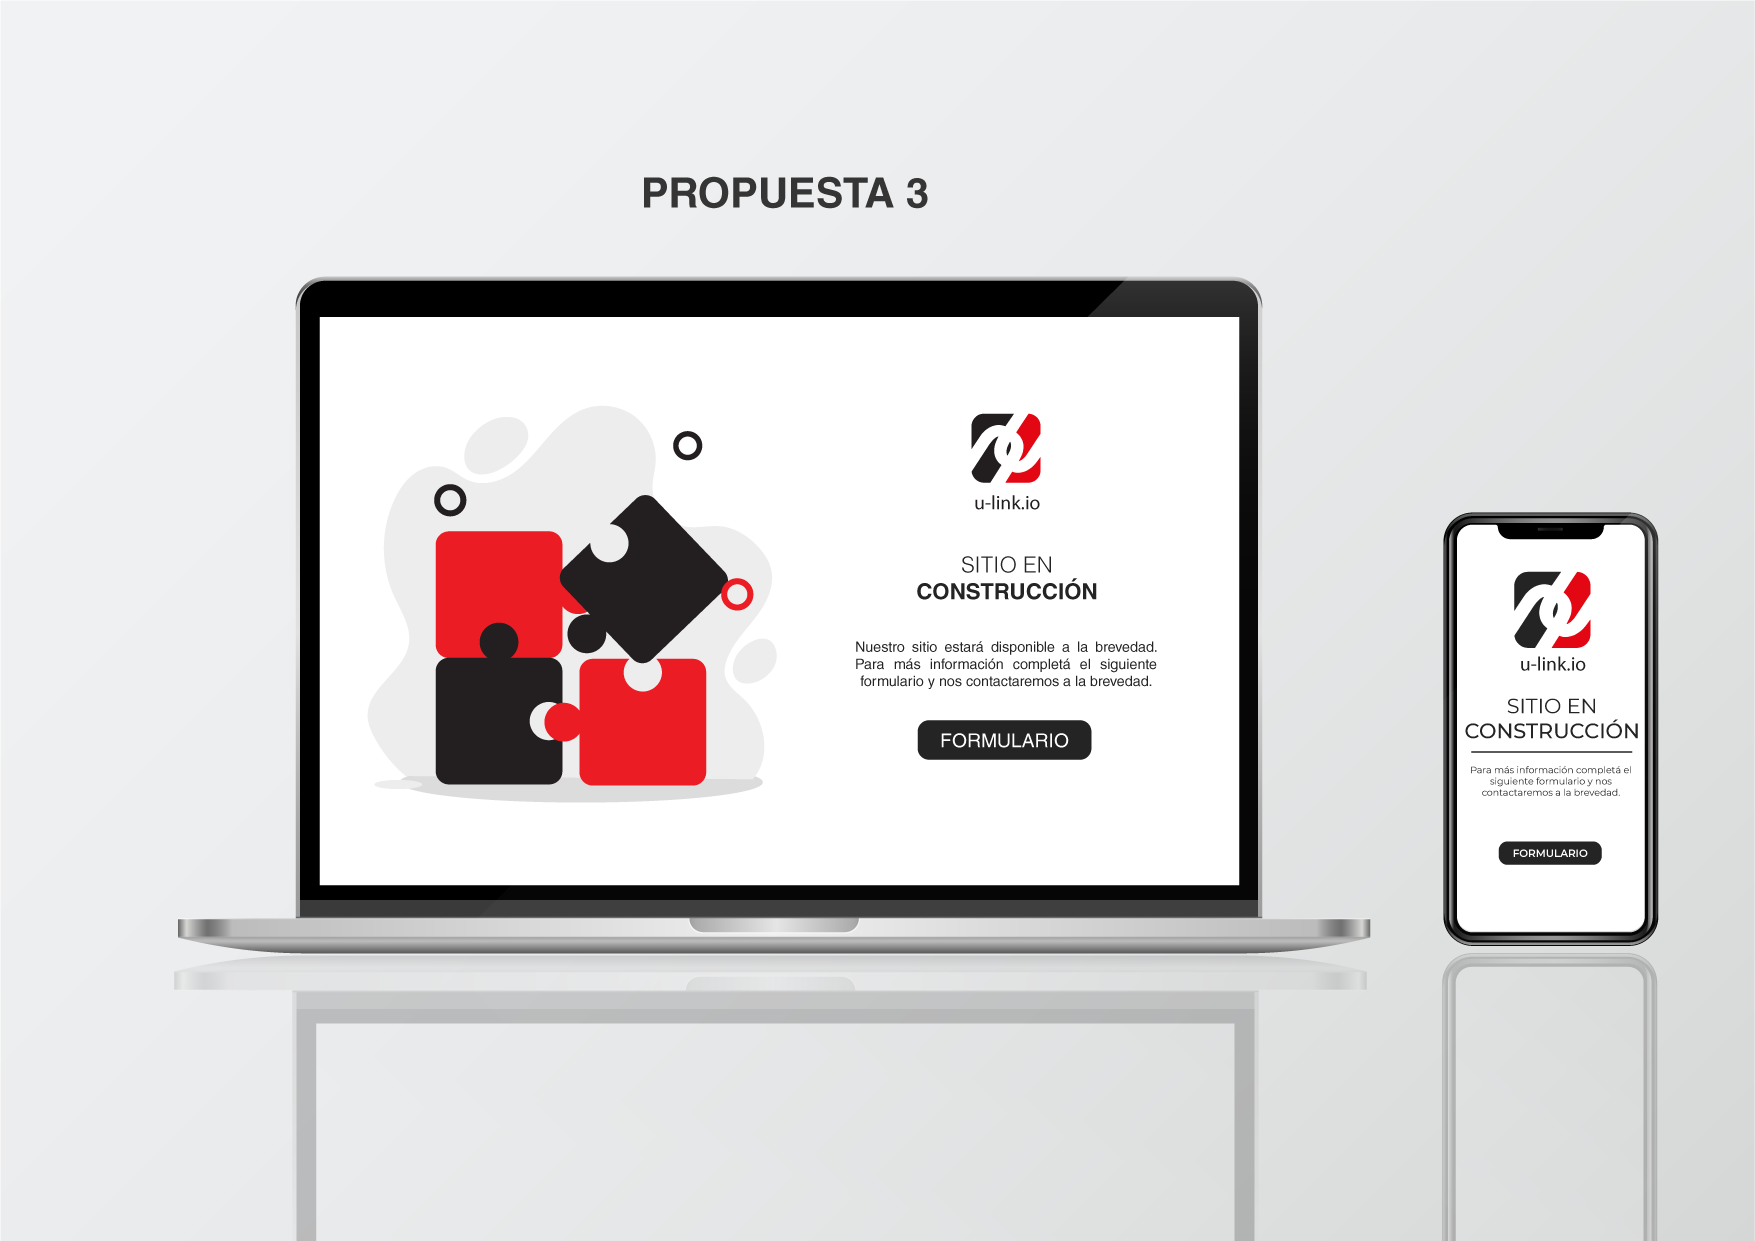 PROPUESTA 3
u-link.io
SITIO EN
CONSTRUCCIÓN
Nuestro sitio estará disponible a la brevedad.
Para más información completá el siguiente
formulario y nos contactaremos a la brevedad.
FORMULARIO
u-link.io
SITIO EN
CONSTRUCCIÓN
Para más información completá el
siguiente formulario y nos
contactaremos a la brevedad.
FORMULARIO